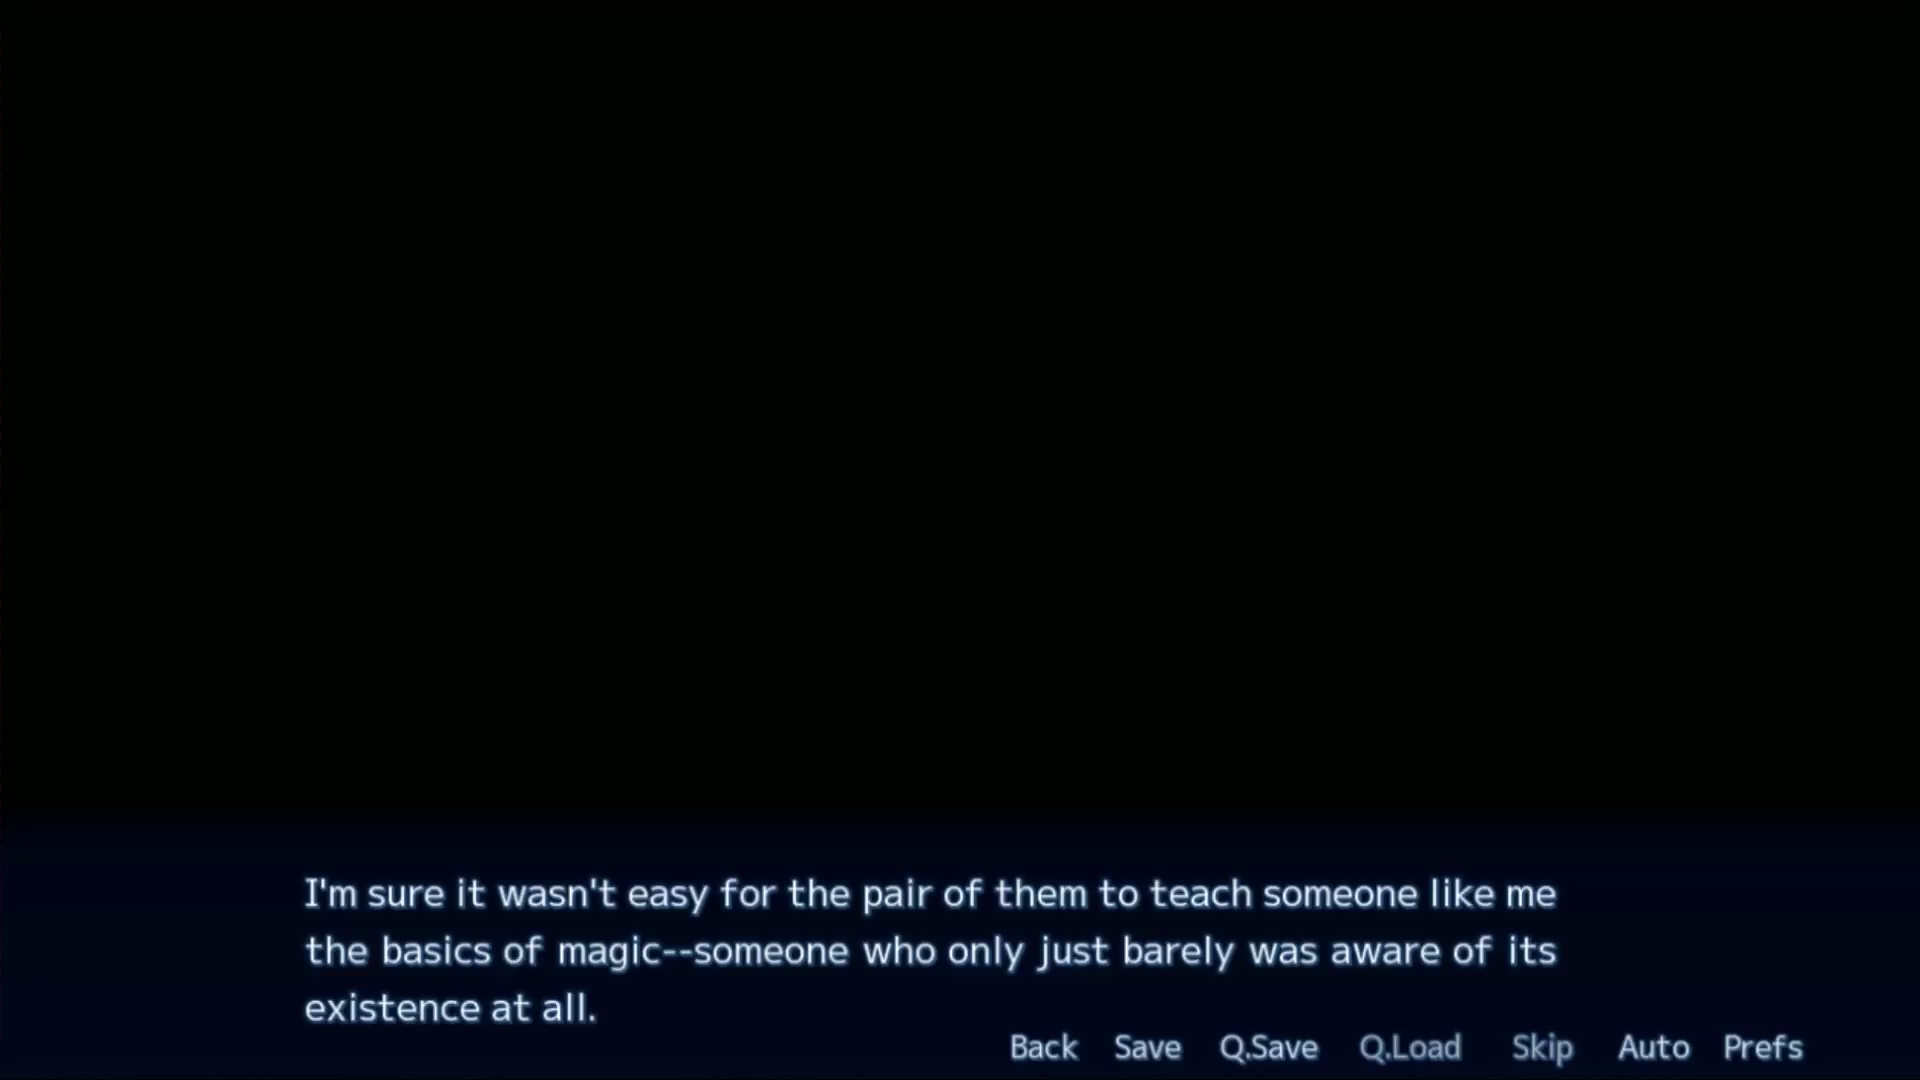 I'm sure it wasn't easy for the pair of them to teach someone like me
the basics of magic--someone who only just barely was aware of its
existence at all.
Back Save Q.Save Q.Load Skip Auto Prefs